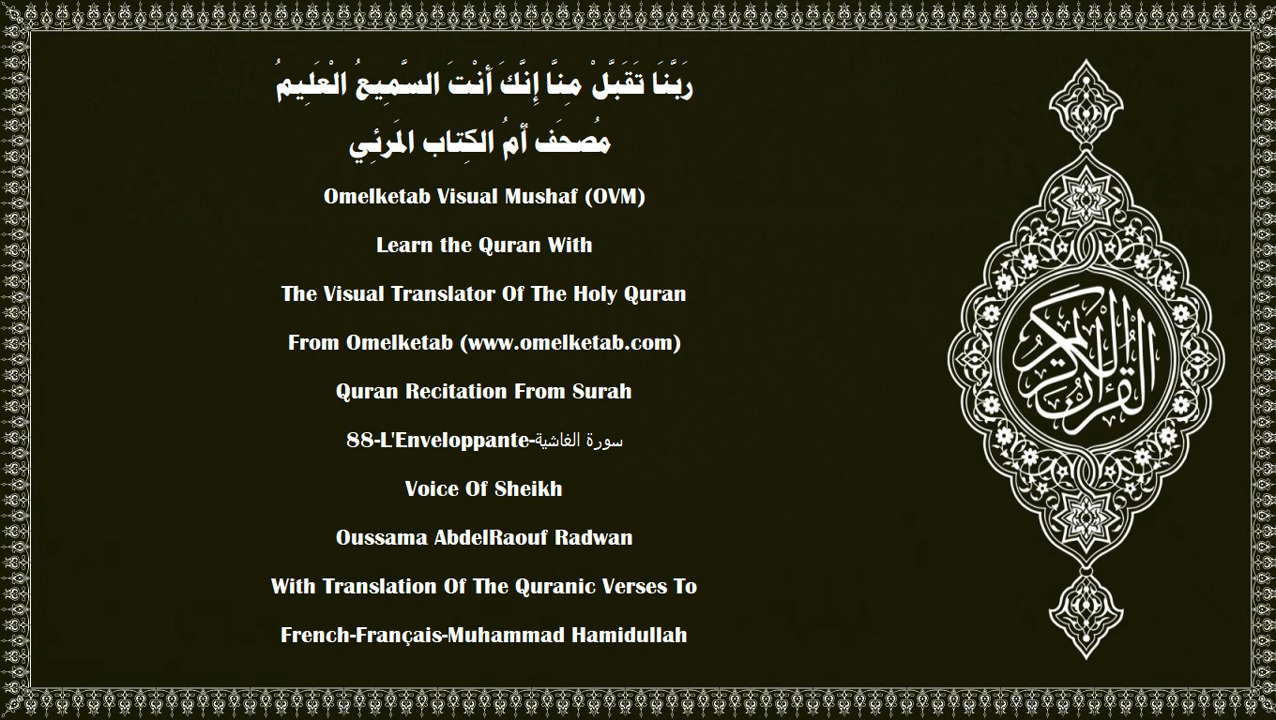 رَبَّنَا تَقَبَّلْ مِنَّا إِنَّكَ أَنْتَ السَّمِيعُ الْعَلِيمُ
مُصحَف أمُ الكِتاب المَرئِي
Omelketab Visual Mushaf (OVM)
Learn the Quran With
The Visual Translator Of The Holy Quran
From Omelketab (www.omelketab.com)
Quran Recitation From Surah
88-L'Enveloppante-سورة الغاشية
Voice Of Sheikh
Oussama AbdelRaouf Radwan
With Translation Of The Quranic Verses To
French-Français-Muhammad Hamidullah
القرآن الكريم